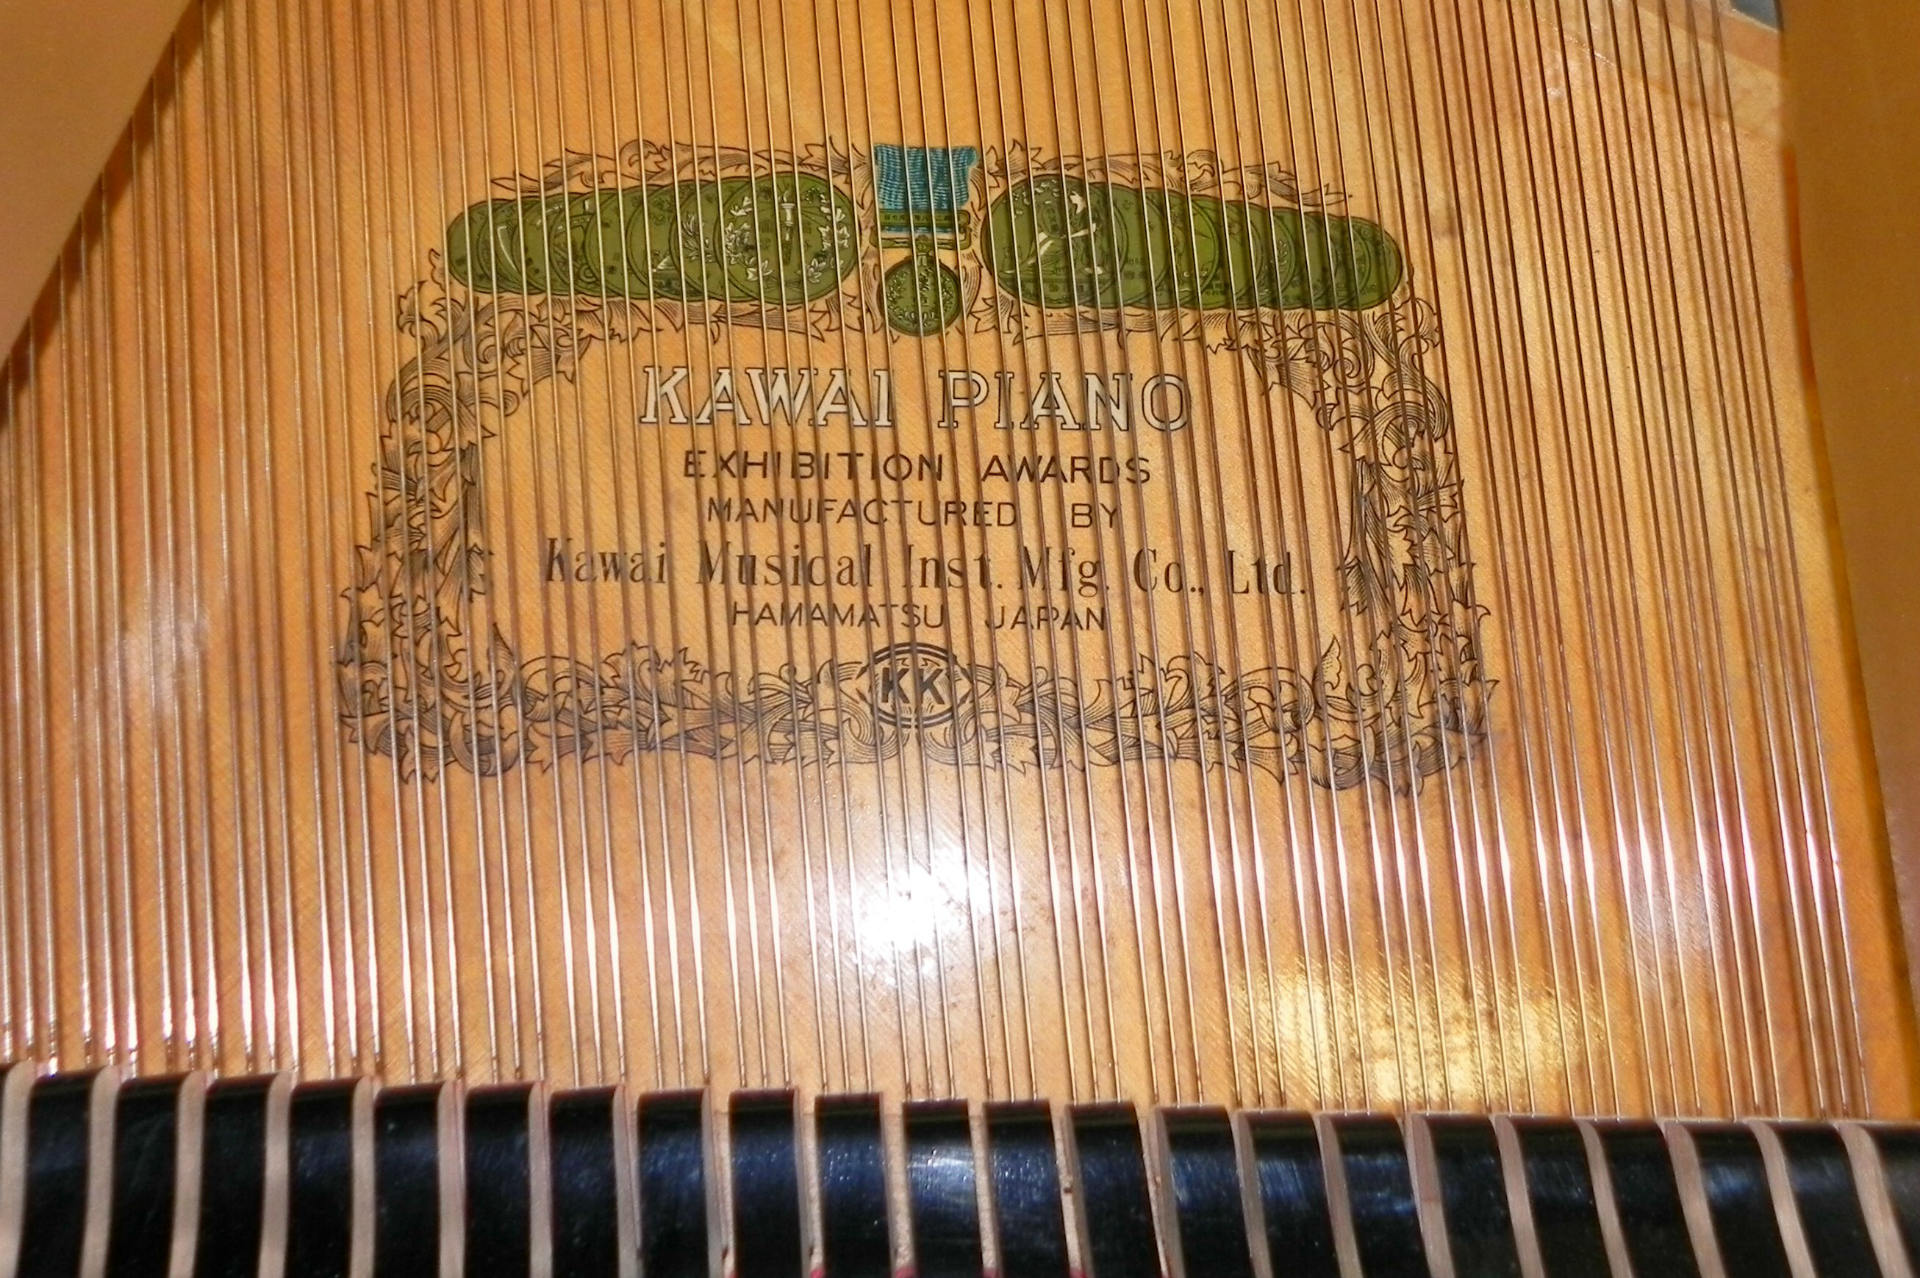 KAWAI PIANO
EXHIBITION AWARDS
MANUFACTURED BY
Kawai Musical Inst. Mfg. Co., Ltd.
HAMAMATSU JAPAN
KK